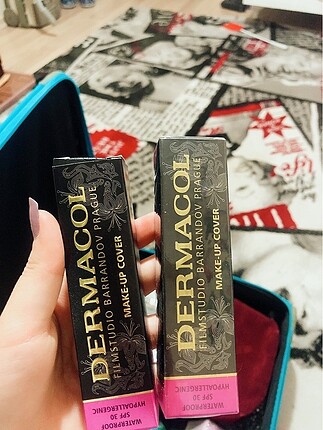 DERMACOL
FILMSTUDIO BARRANDOV PRAGUE
MAKE-UP COVER
WATERPROOF
SPF 30
HYPOALLERGENIC
DERMACOL
FILMSTUDIO BARRANDOV PRAGUE
MAKE-UP COVER
WATERPROOF
SPF 30
HYPOALLERGENIC